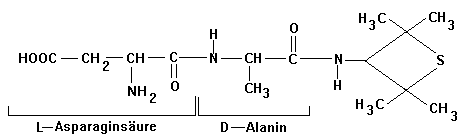 H₃C CH₃
H O
HOOC—CH₂—CH—C—N—CH—C—N S
NH₂ O CH₃ H
H₃C CH₃
L—Asparaginsäure D—Alanin